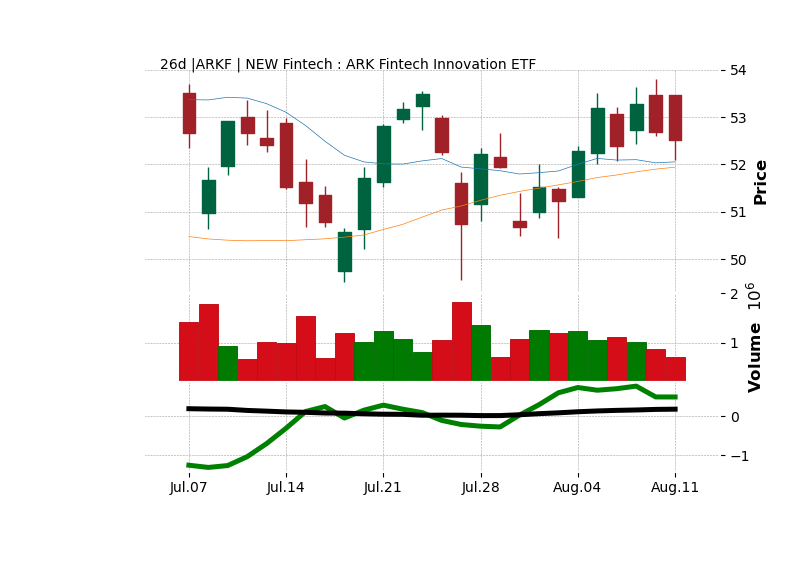 26d |ARKF | NEW Fintech : ARK Fintech Innovation ETF
54
53
52
51
50
Price
2
1
Volume 10^6
0
−1
Jul.07 Jul.14 Jul.21 Jul.28 Aug.04 Aug.11